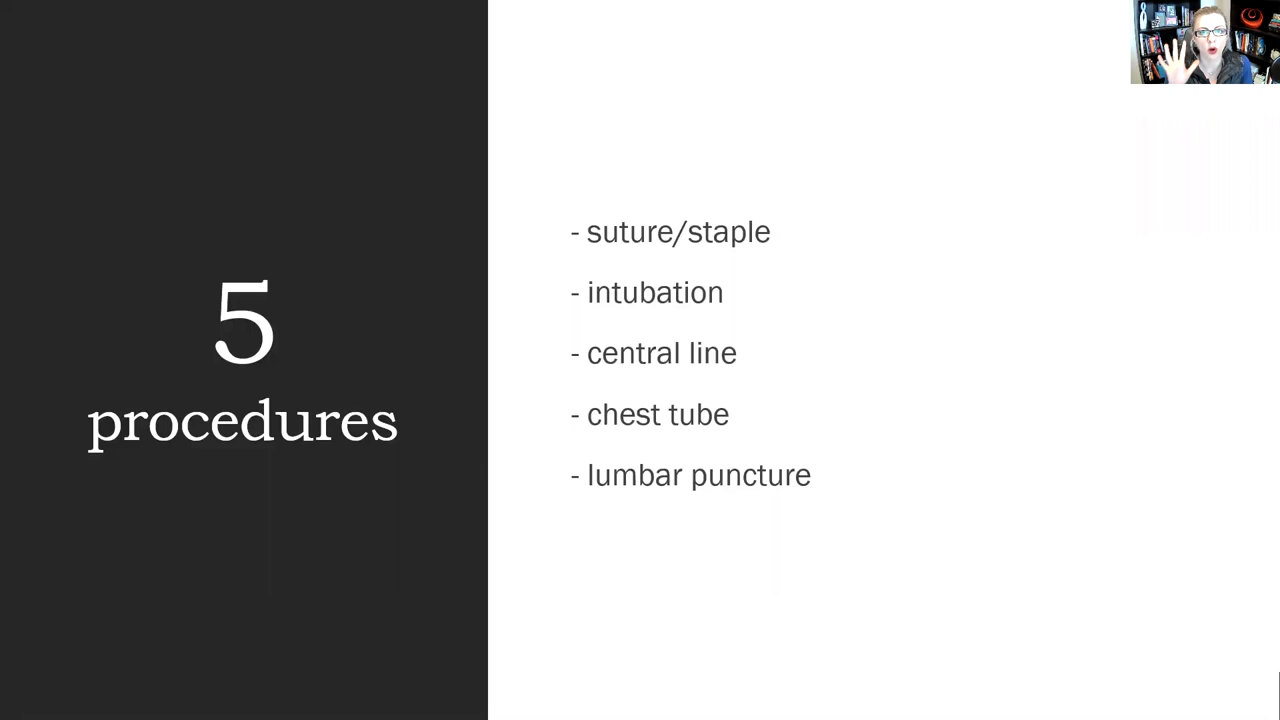 5
procedures
- suture/staple
- intubation
- central line
- chest tube
- lumbar puncture